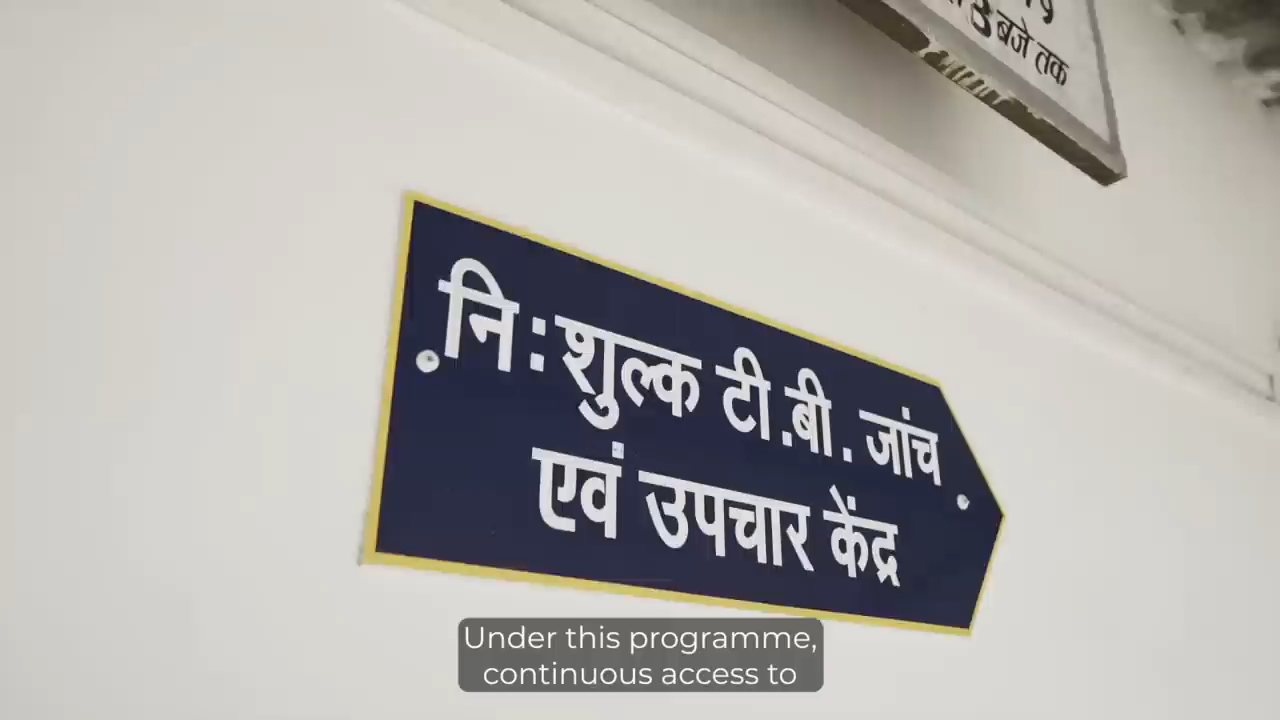 बजे तक
नि:शुल्क टी.बी. जांच
एवं उपचार केंद्र
Under this programme,
continuous access to